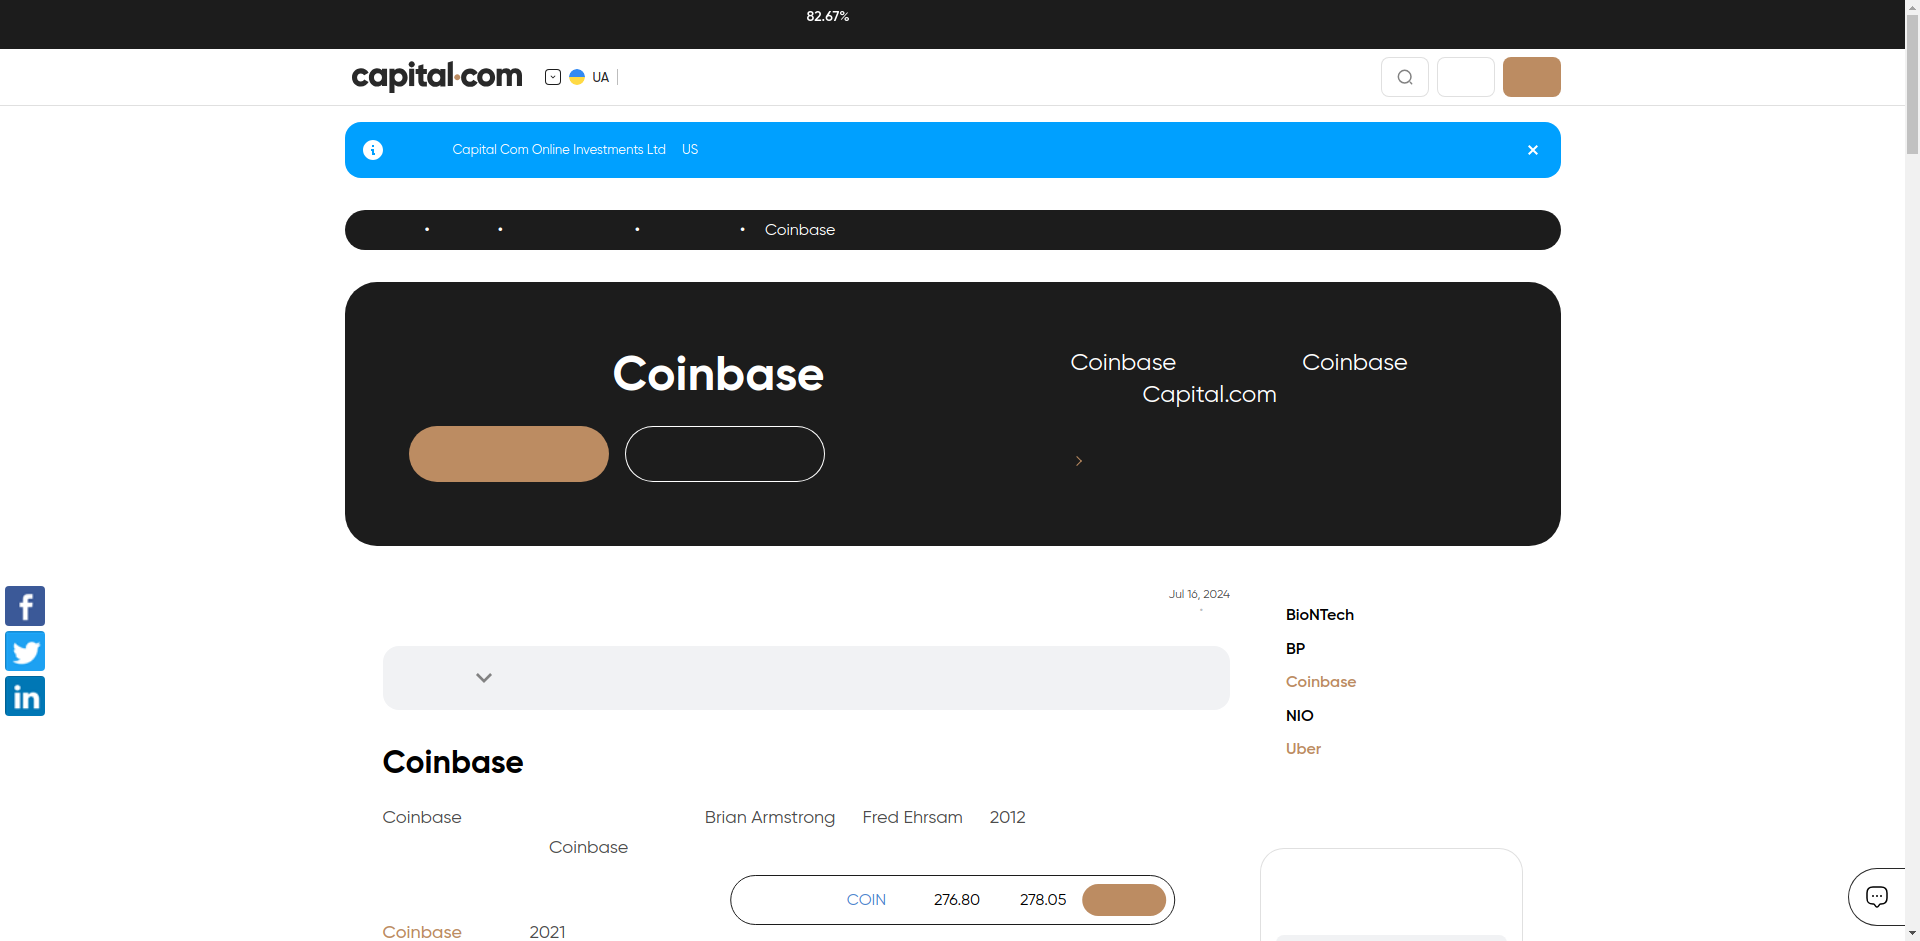 82.67%
capital.com
UA
Capital Com Online Investments Ltd US
Coinbase
Coinbase
Coinbase Coinbase
Capital.com
Jul 16, 2024
BioNTech
BP
Coinbase
NIO
Uber
Coinbase
Coinbase Brian Armstrong Fred Ehrsam 2012
Coinbase
COIN 276.80 278.05
Coinbase 2021